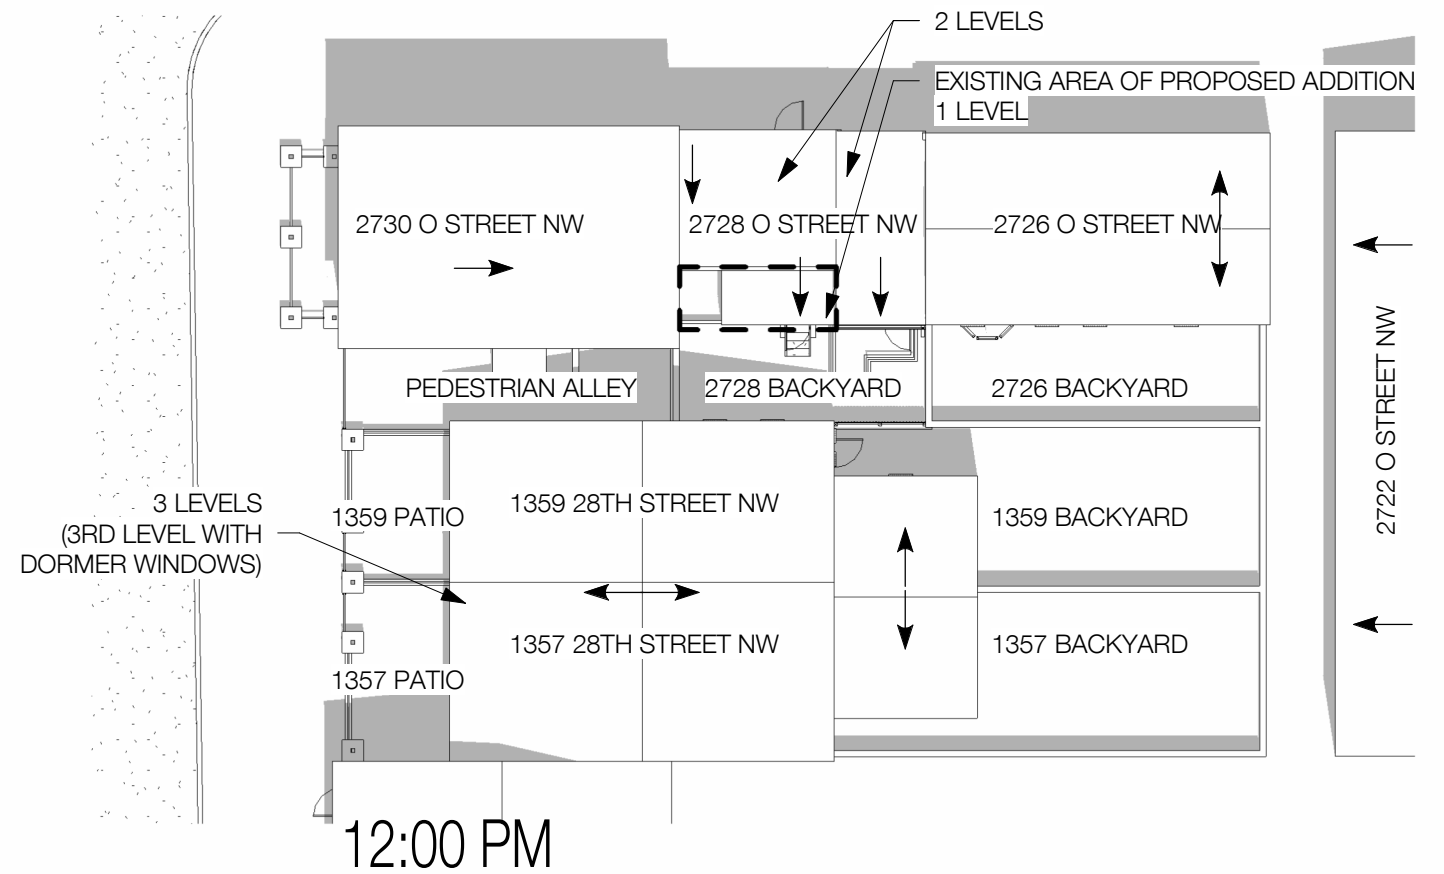 2 LEVELS
EXISTING AREA OF PROPOSED ADDITION
1 LEVEL
2730 O STREET NW
2728 O STREET NW
2726 O STREET NW
2722 O STREET NW
PEDESTRIAN ALLEY
2728 BACKYARD
2726 BACKYARD
3 LEVELS
(3RD LEVEL WITH
DORMER WINDOWS)
1359 PATIO
1359 28TH STREET NW
1359 BACKYARD
1357 28TH STREET NW
1357 BACKYARD
1357 PATIO
12:00 PM